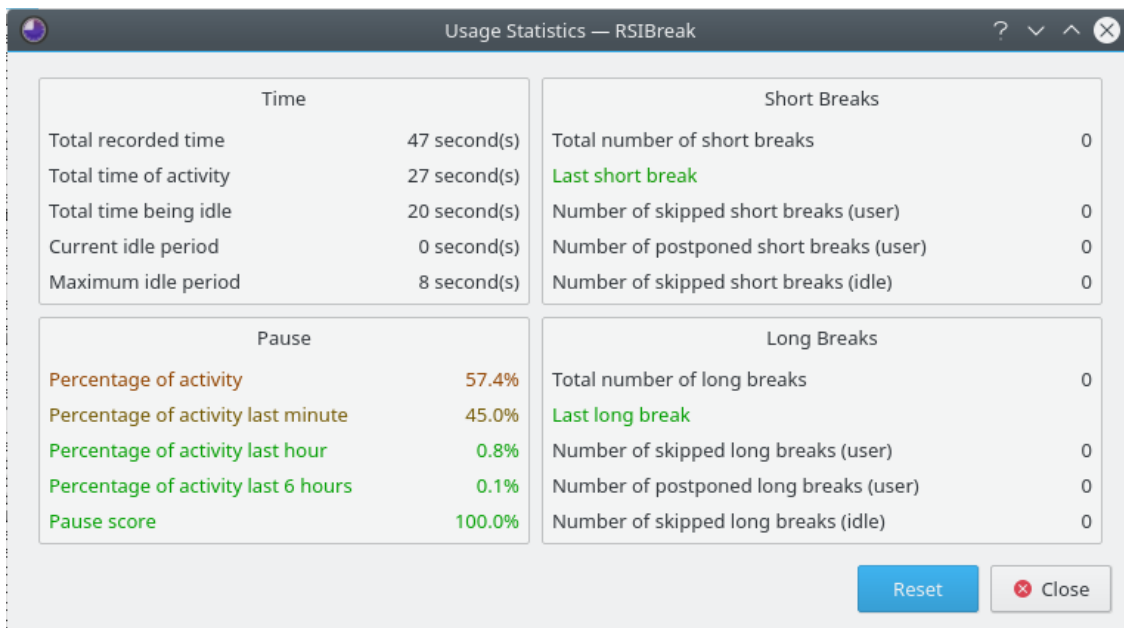 Usage Statistics — RSIBreak
Time
Total recorded time 47 second(s)
Total time of activity 27 second(s)
Total time being idle 20 second(s)
Current idle period 0 second(s)
Maximum idle period 8 second(s)
Short Breaks
Total number of short breaks 0
Last short break
Number of skipped short breaks (user) 0
Number of postponed short breaks (user) 0
Number of skipped short breaks (idle) 0
Pause
Percentage of activity 57.4%
Percentage of activity last minute 45.0%
Percentage of activity last hour 0.8%
Percentage of activity last 6 hours 0.1%
Pause score 100.0%
Long Breaks
Total number of long breaks 0
Last long break
Number of skipped long breaks (user) 0
Number of postponed long breaks (user) 0
Number of skipped long breaks (idle) 0
Reset
Close